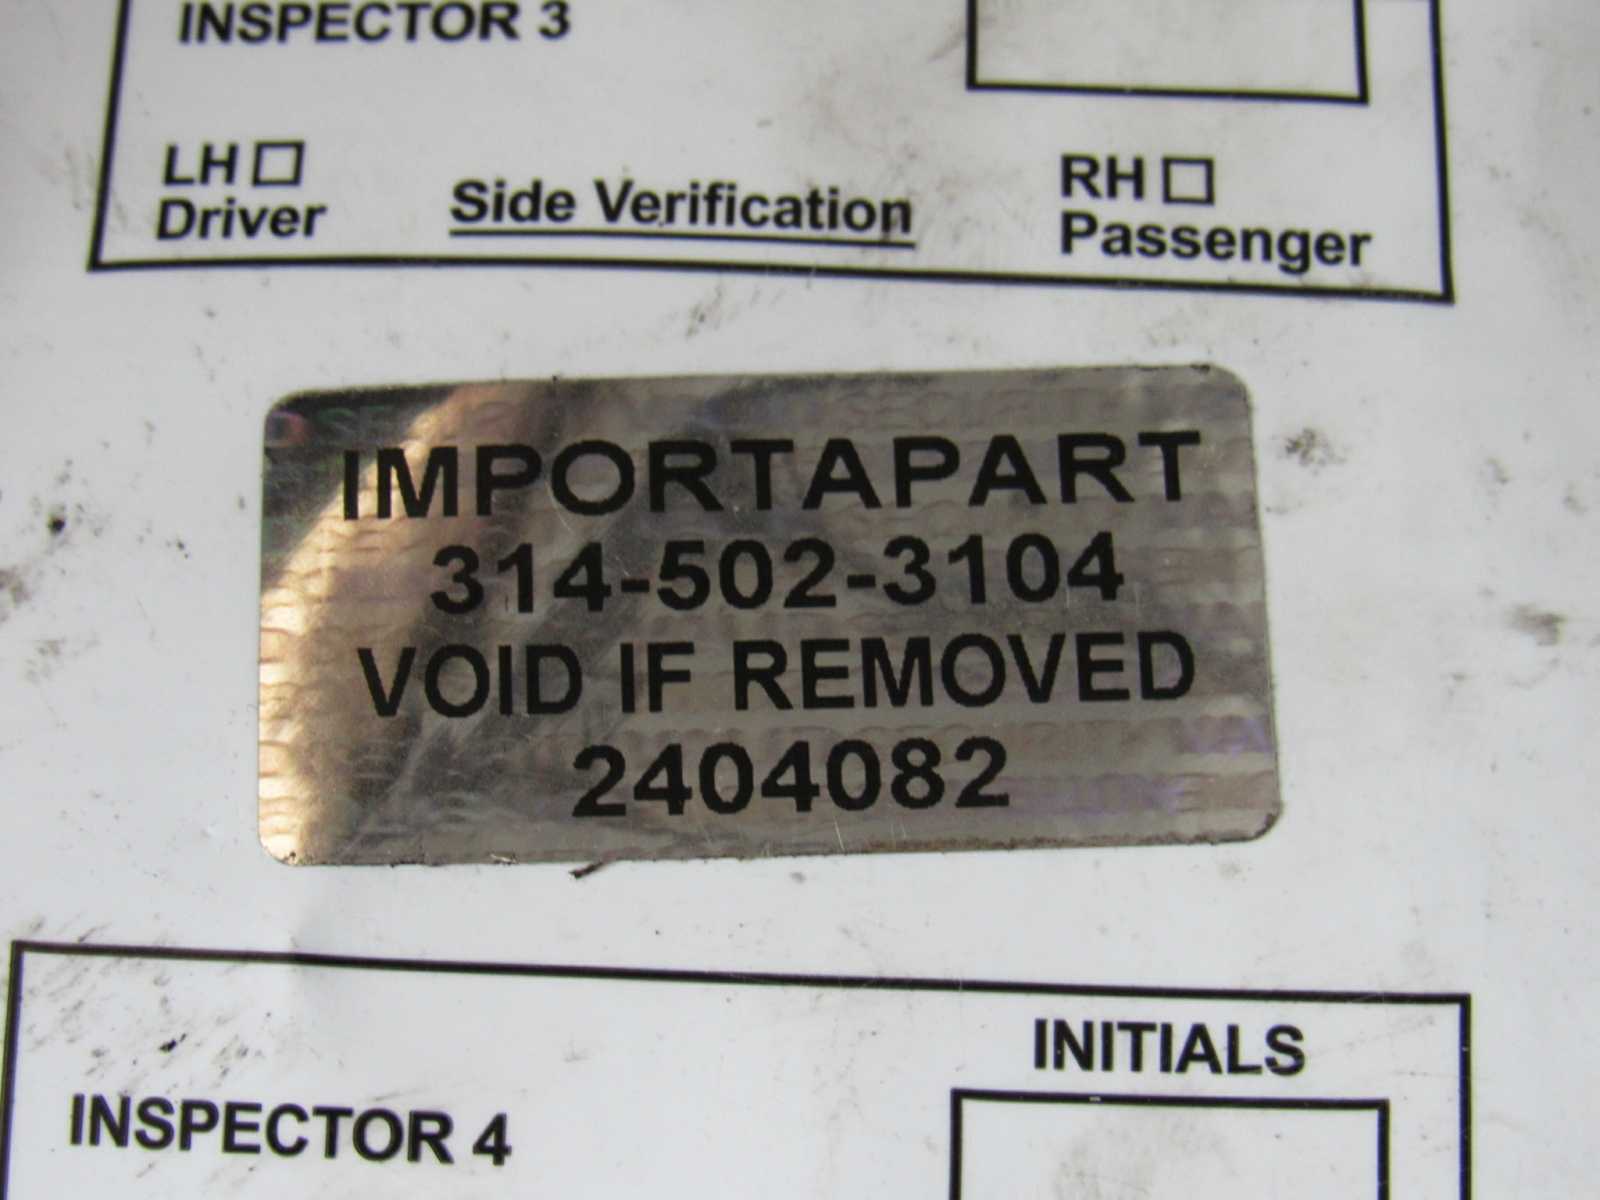 INSPECTOR 3
LH
Driver
Side Verification
RH
Passenger
IMPORTAPART
314-502-3104
VOID IF REMOVED
2404082
INITIALS
INSPECTOR 4